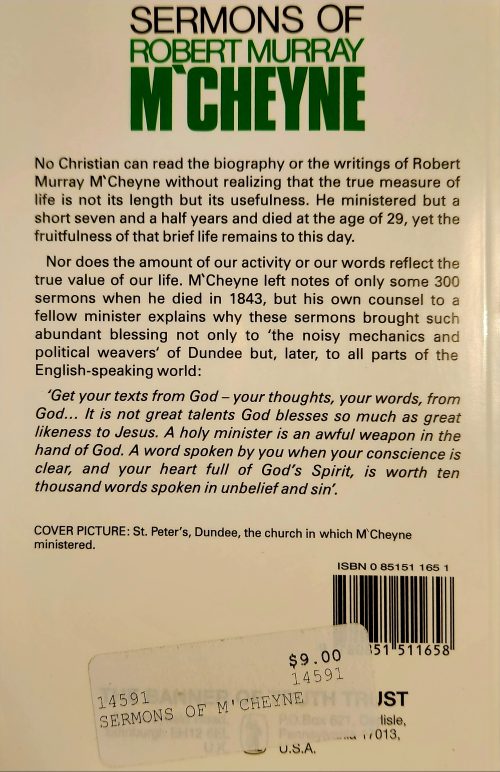 SERMONS OF
ROBERT MURRAY
M`CHEYNE
No Christian can read the biography or the writings of Robert
Murray M`Cheyne without realizing that the true measure of
life is not its length but its usefulness. He ministered but a
short seven and a half years and died at the age of 29, yet the
fruitfulness of that brief life remains to this day.
Nor does the amount of our activity or our words reflect the
true value of our life. M`Cheyne left notes of only some 300
sermons when he died in 1843, but his own counsel to a
fellow minister explains why these sermons brought such
abundant blessing not only to ‘the noisy mechanics and
political weavers’ of Dundee but, later, to all parts of the
English-speaking world:
‘Get your texts from God – your thoughts, your words, from
God... It is not great talents God blesses so much as great
likeness to Jesus. A holy minister is an awful weapon in the
hand of God. A word spoken by you when your conscience is
clear, and your heart full of God’s Spirit, is worth ten
thousand words spoken in unbelief and sin’.
COVER PICTURE: St. Peter’s, Dundee, the church in which M`Cheyne
ministered.
ISBN 0 85151 165 1
511658
$9.00
14591
14591
SERMONS OF M'CHEYNE
P.O.Box 621,
U.K.
17013,
U.S.A.